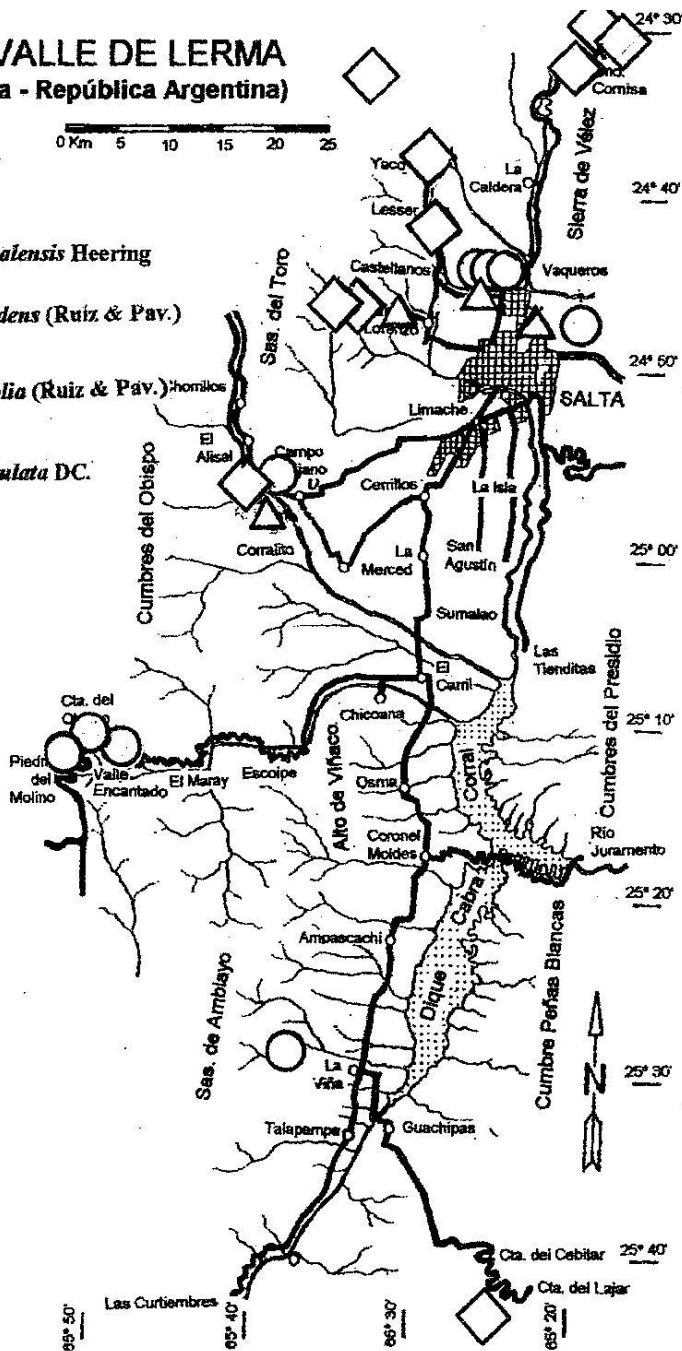 VALLE DE LERMA
a - República Argentina)
24° 30'
0 Km 5 10 15 20 25
Cornisa
Sierra de Vélez
Yaco
La
Caldera
24° 40'
Lesser
alensis Heering
Castellanos
Vaqueros
Sas. del Toro
dens (Ruíz & Pav.)
24° 50'
olia (Ruiz & Pav.)
SALTA
Limache
El
Alisal
Campo
ulata DC.
Cumbres del Obispo
Cerrillos
La Isla
Corralito
La
Merced
San
Agustín
25° 00'
Sumalao
Las
Tienditas
El
Carril
Cumbres del Presidio
Cta. del
Chicoana
25° 10'
Piedra
del
Molino
Valle
Encantado
El Maray
Escoipe
Alto de Viñaco
Osma
Corral
Coronel
Moldes
Río
Juramento
Cabra
25° 20'
Ampascachi
Dique
Cumbre Peñas Blancas
Sas. de Amblayo
La
Viña
N
25° 30'
Talapampa
Guachipas
Cta. del Cebilar
25° 40'
Cta. del Lajar
Las Curtiembres
65° 50'
65° 40'
66° 30'
65° 20'